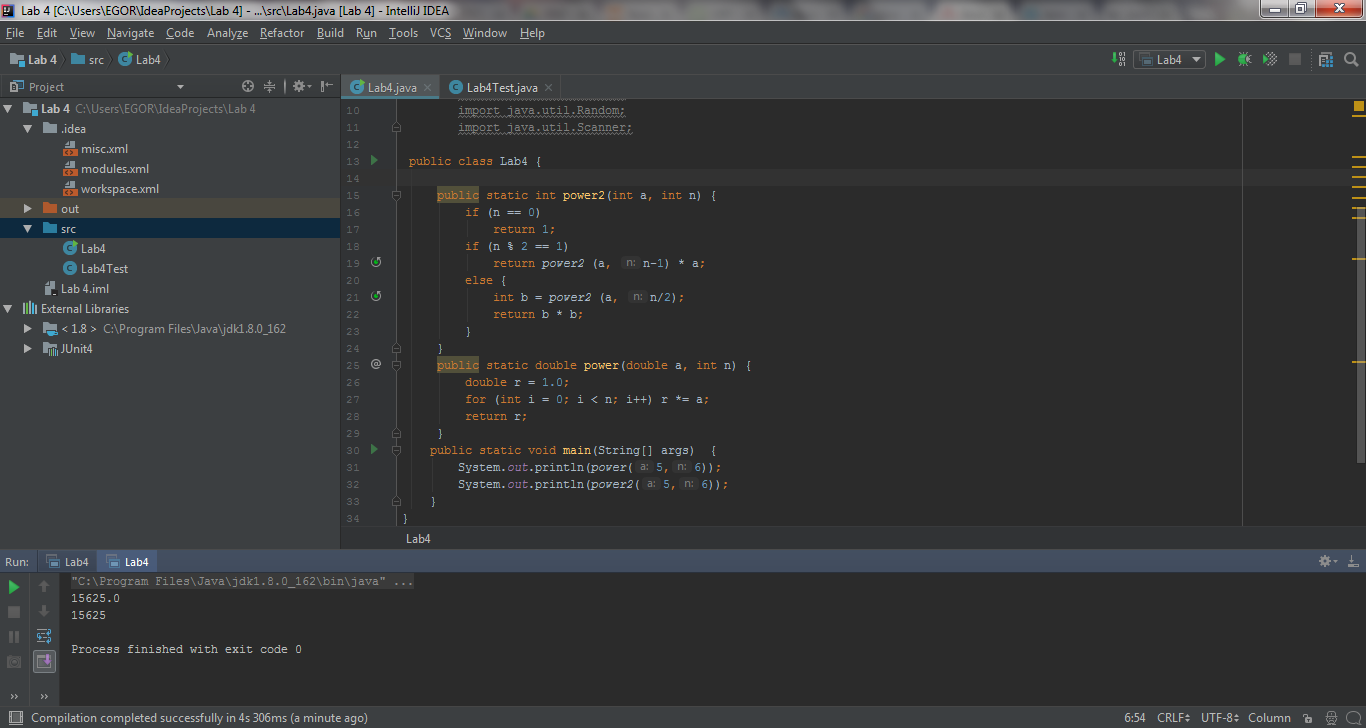 Lab 4 [C:\Users\EGOR\IdeaProjects\Lab 4] - ...\src\Lab4.java [Lab 4] - IntelliJ IDEA
File Edit View Navigate Code Analyze Refactor Build Run Tools VCS Window Help
Lab 4 src Lab4 Lab4
Project Lab4.java Lab4Test.java
Lab 4 C:\Users\EGOR\IdeaProjects\Lab 4
.idea
misc.xml
modules.xml
workspace.xml
out
src
Lab4
Lab4Test
Lab 4.iml
External Libraries
< 1.8 > C:\Program Files\Java\jdk1.8.0_162
JUnit4
10 import java.util.Random;
11 import java.util.Scanner;
12
13 public class Lab4 {
14
15 public static int power2(int a, int n) {
16 if (n == 0)
17 return 1;
18 if (n % 2 == 1)
19 return power2 (a, n: n-1) * a;
20 else {
21 int b = power2 (a, n: n/2);
22 return b * b;
23 }
24 }
25 @ public static double power(double a, int n) {
26 double r = 1.0;
27 for (int i = 0; i < n; i++) r *= a;
28 return r;
29 }
30 public static void main(String[] args) {
31 System.out.println(power( a: 5, n: 6));
32 System.out.println(power2( a: 5, n: 6));
33 }
34 }
Lab4
Run: Lab4 Lab4
"C:\Program Files\Java\jdk1.8.0_162\bin\java" ...
15625.0
15625
Process finished with exit code 0
Compilation completed successfully in 4s 306ms (a minute ago) 6:54 CRLF UTF-8 Column